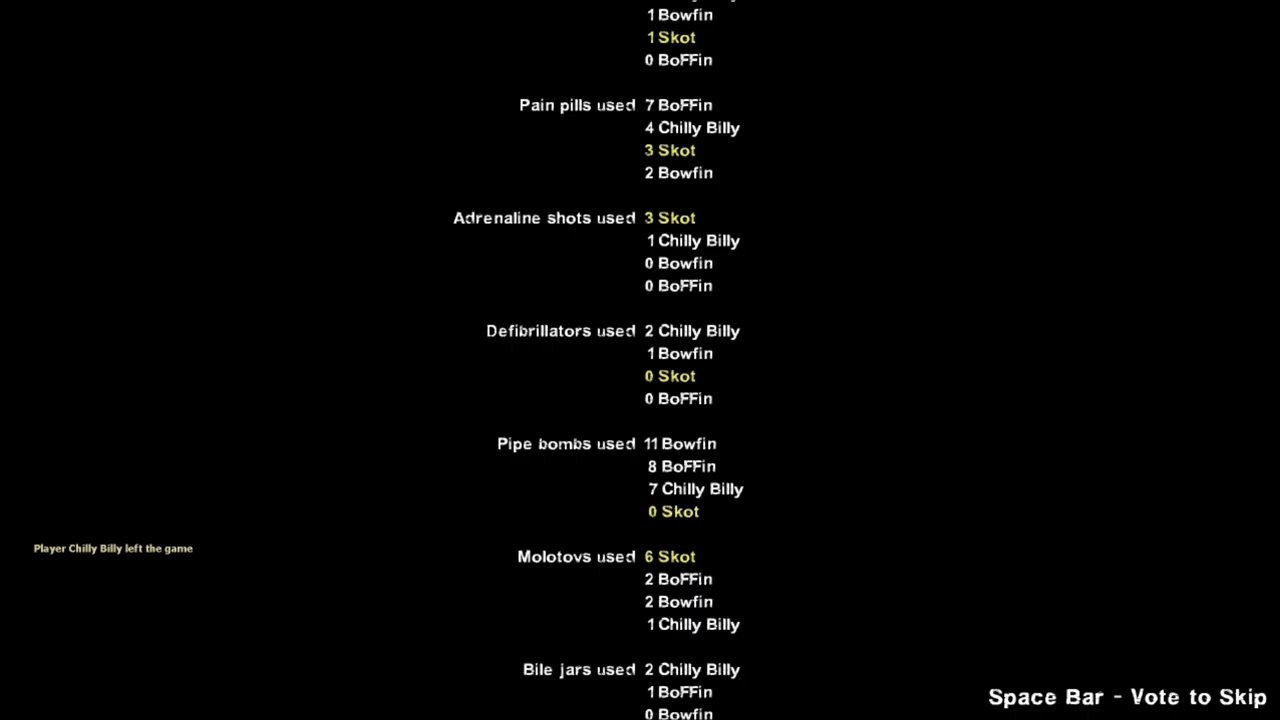 1 Bowfin
1 Skot
0 BoFFin
Pain pills used 7 BoFFin
4 Chilly Billy
3 Skot
2 Bowfin
Adrenaline shots used 3 Skot
1 Chilly Billy
0 Bowfin
0 BoFFin
Defibrillators used 2 Chilly Billy
1 Bowfin
0 Skot
0 BoFFin
Pipe bombs used 11 Bowfin
8 BoFFin
7 Chilly Billy
0 Skot
Player Chilly Billy left the game
Molotovs used 6 Skot
2 BoFFin
2 Bowfin
1 Chilly Billy
Bile jars used 2 Chilly Billy
1 BoFFin
0 Bowfin
Space Bar - Vote to Skip